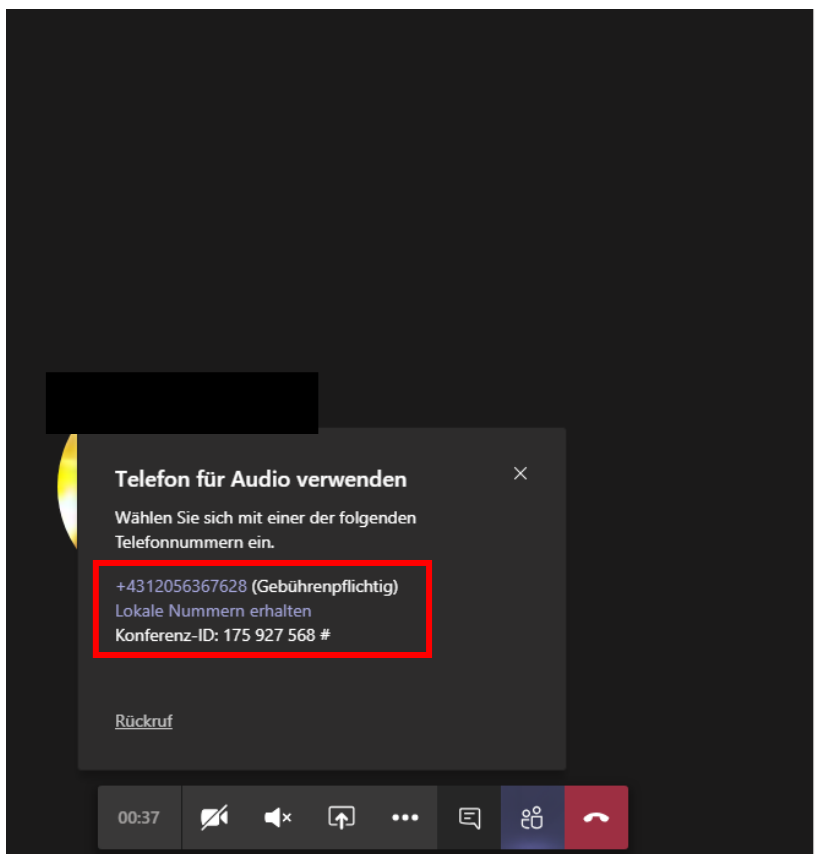 Telefon für Audio verwenden
Wählen Sie sich mit einer der folgenden
Telefonnummern ein.
+4312056367628 (Gebührenpflichtig)
Lokale Nummern erhalten
Konferenz-ID: 175 927 568 #
Rückruf
00:37